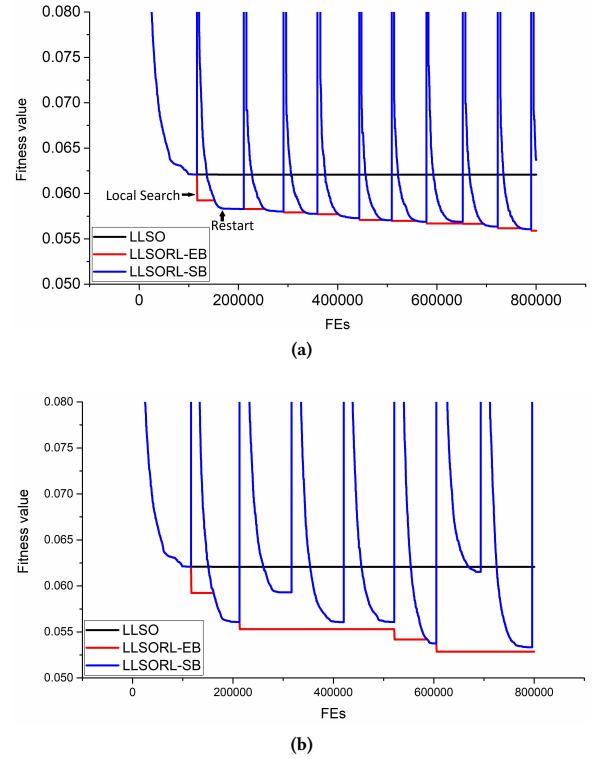 0.080
0.075
0.070
0.065
0.060
0.055
0.050
Fitness value
Local Search
Restart
LLSO
LLSORL-EB
LLSORL-SB
0 200000 400000 600000 800000
FEs
(a)
0.080
0.075
0.070
0.065
0.060
0.055
0.050
Fitness value
LLSO
LLSORL-EB
LLSORL-SB
0 200000 400000 600000 800000
FEs
(b)